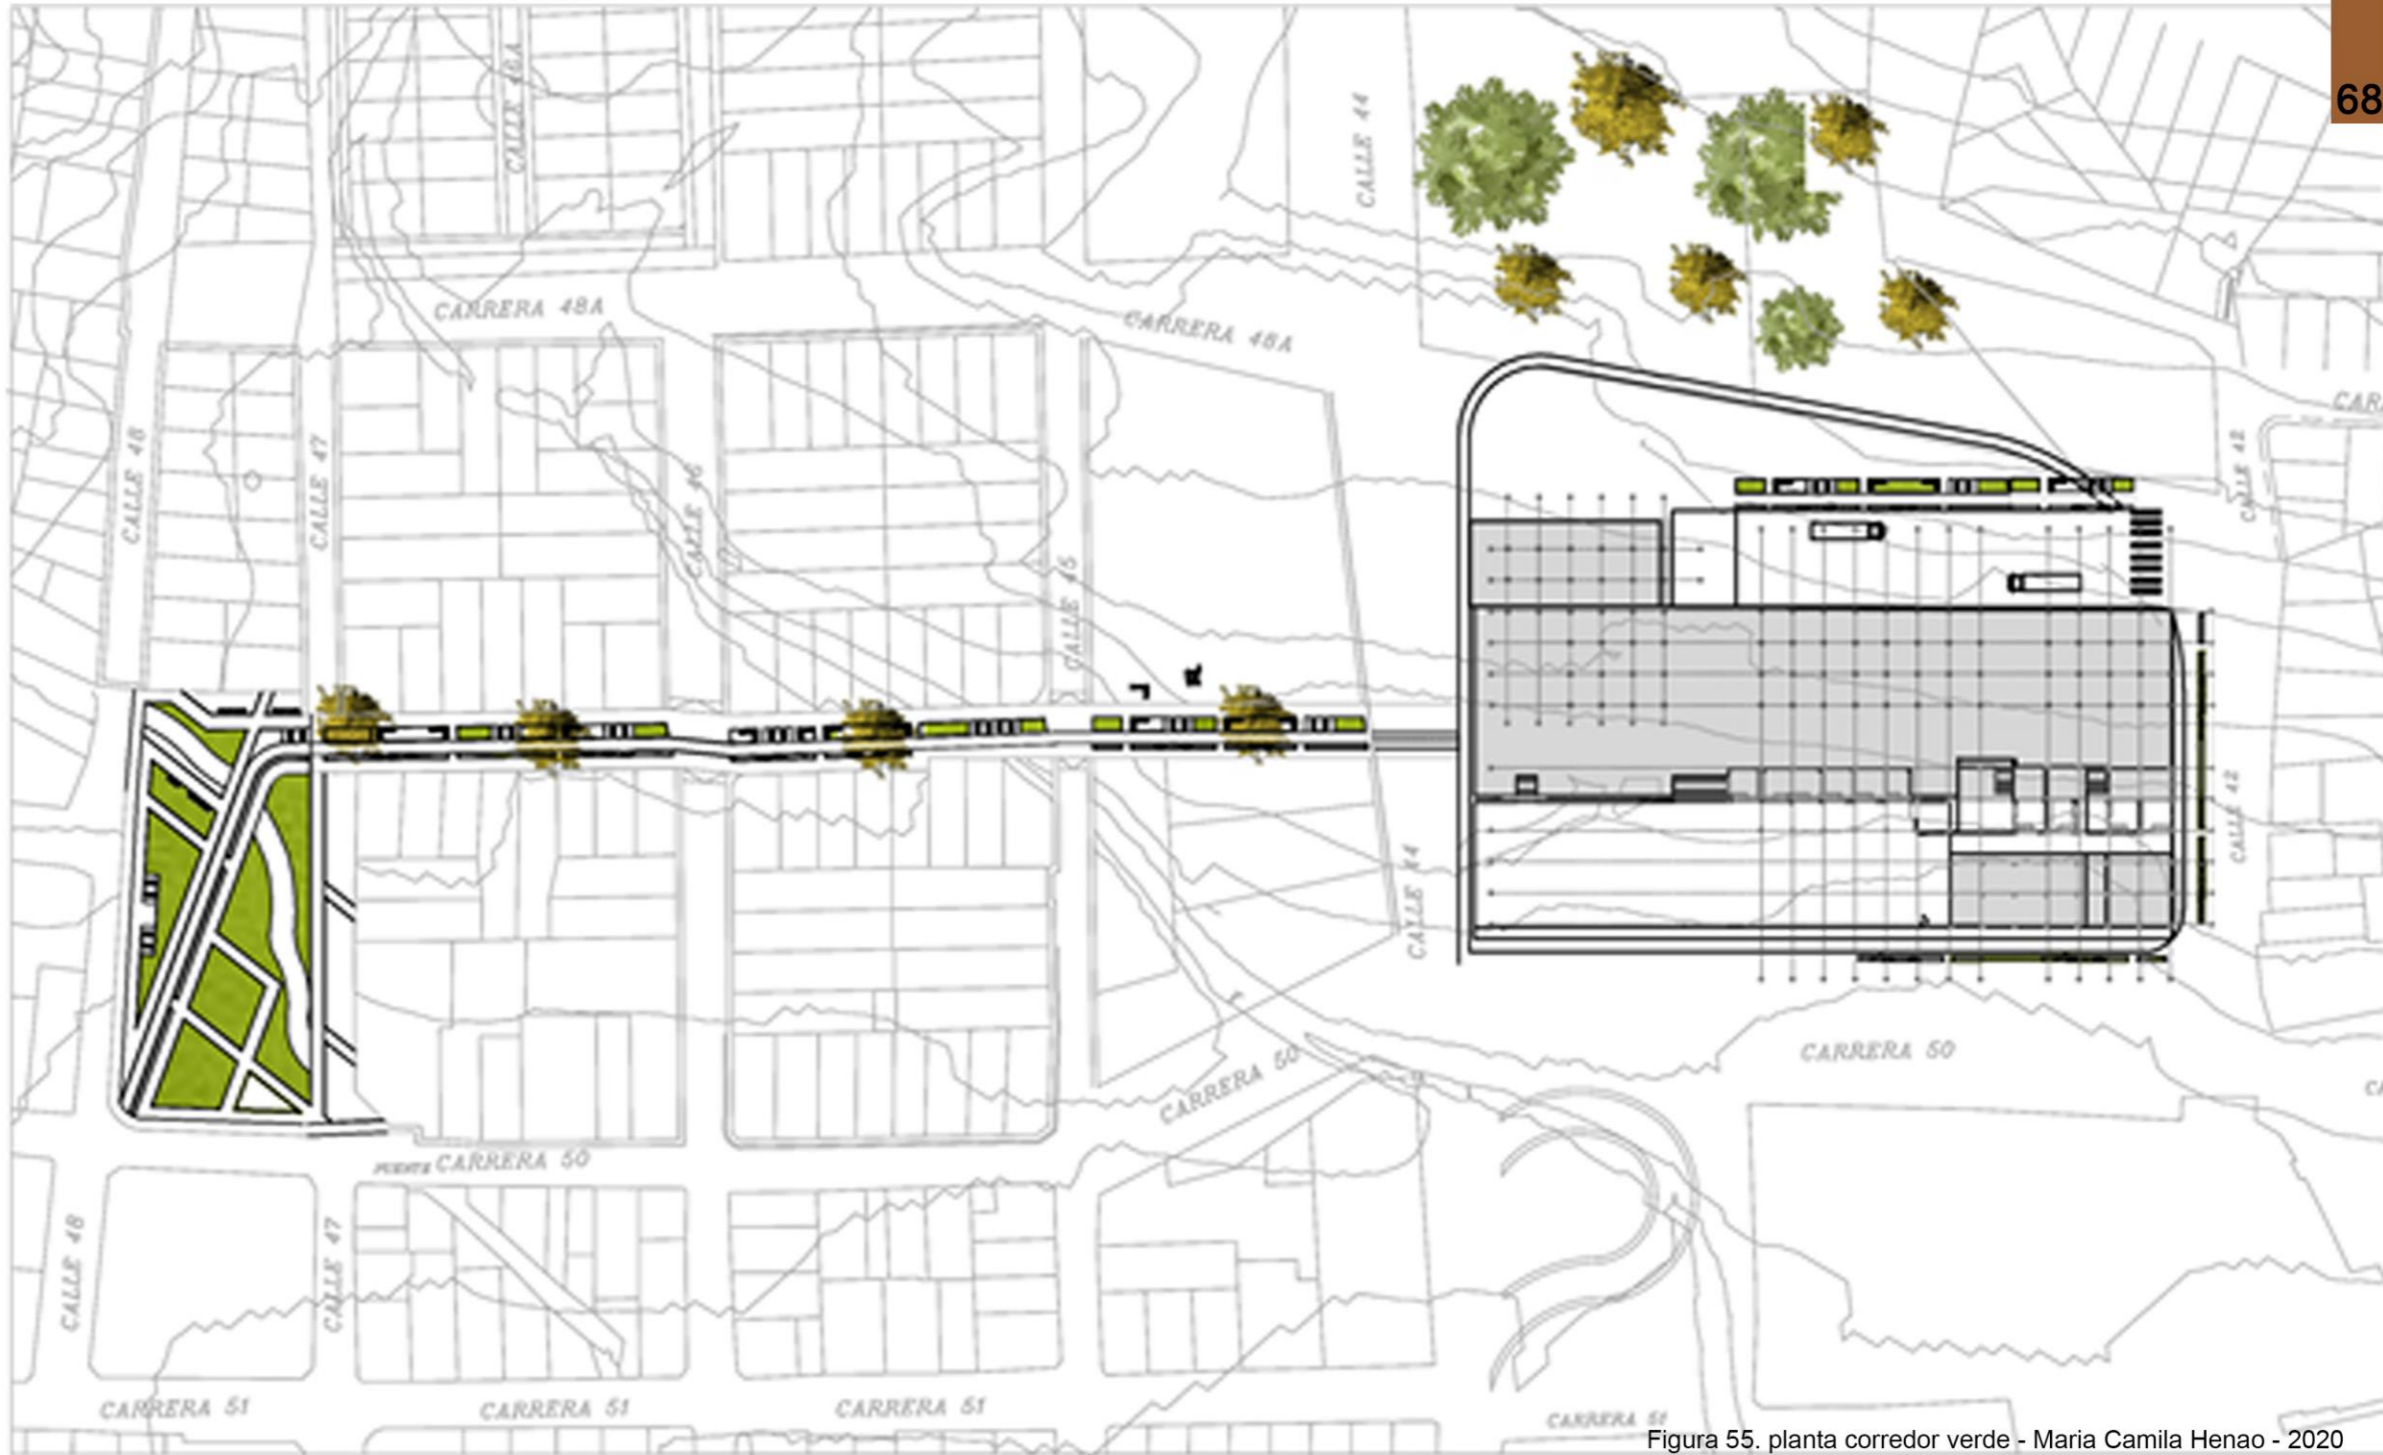 68
CALLE 46A
CALLE 44
CARRERA 48A
CARRERA 48A
CAR
CALLE 48
CALLE 47
CALLE 46
CALLE 45
CALLE 42
CALLE 42
CALLE 44
CARRERA 50
CARRERA 50
PUENTE CARRERA 50
CALLE 48
CALLE 47
CARRERA 51
CARRERA 51
CARRERA 51
CARRERA 51
Figura 55. planta corredor verde - Maria Camila Henao - 2020